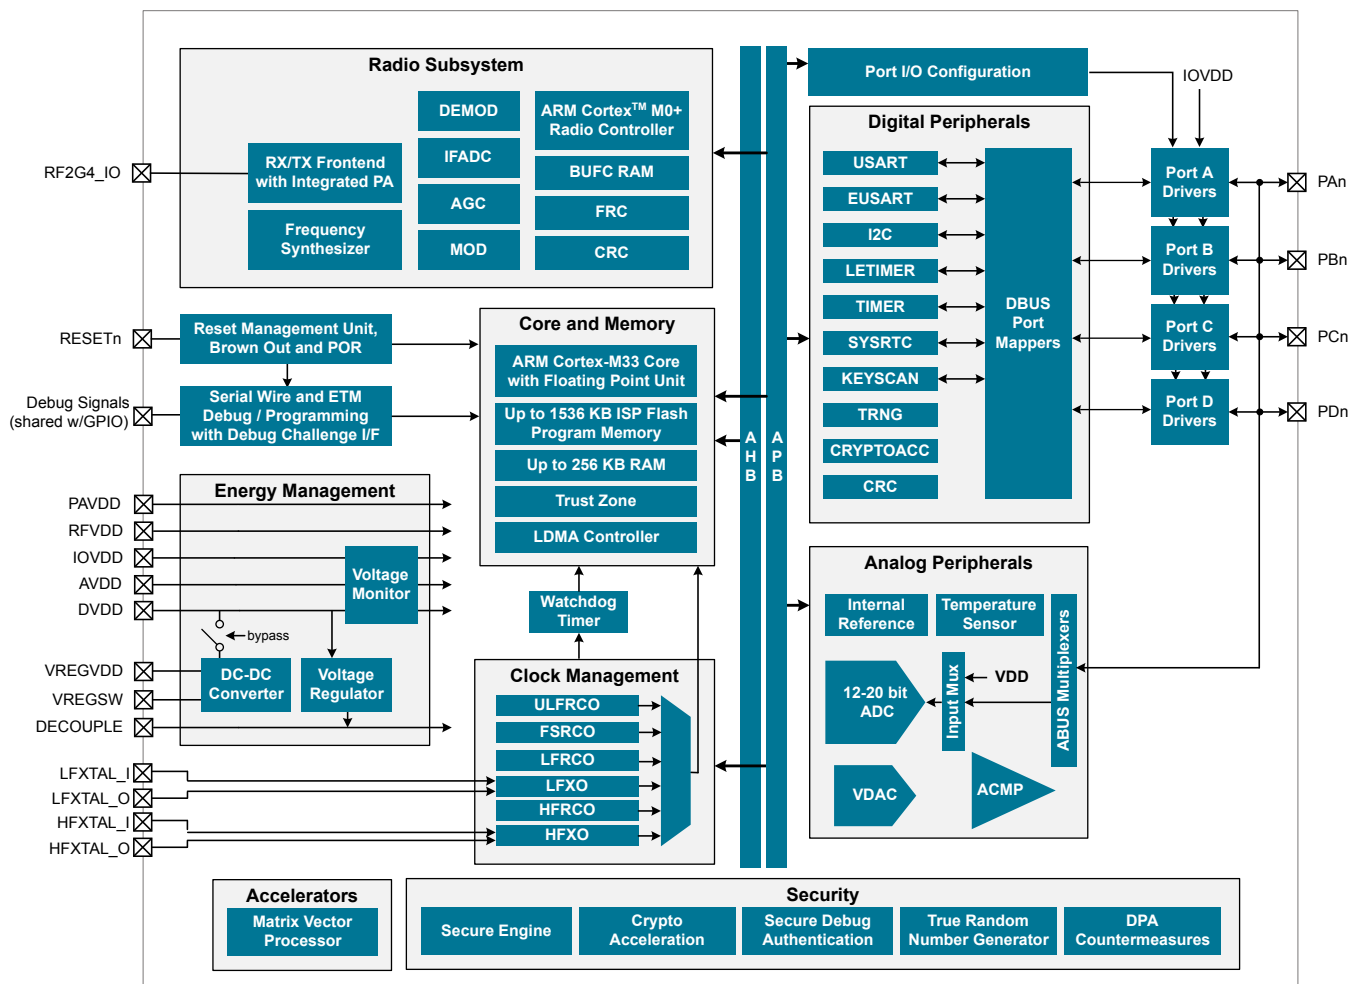 Radio Subsystem
RF2G4_IO
RX/TX Frontend
with Integrated PA
Frequency
Synthesizer
DEMOD
IFADC
AGC
MOD
ARM Cortex™ M0+
Radio Controller
BUFC RAM
FRC
CRC
RESETn
Reset Management Unit,
Brown Out and POR
Debug Signals
(shared w/GPIO)
Serial Wire and ETM
Debug / Programming
with Debug Challenge I/F
Core and Memory
ARM Cortex-M33 Core
with Floating Point Unit
Up to 1536 KB ISP Flash
Program Memory
Up to 256 KB RAM
Trust Zone
LDMA Controller
Energy Management
PAVDD
RFVDD
IOVDD
AVDD
DVDD
VREGVDD
VREGSW
DECOUPLE
Voltage
Monitor
bypass
DC-DC
Converter
Voltage
Regulator
Watchdog
Timer
Clock Management
ULFRCO
FSRCO
LFRCO
LFXO
HFRCO
HFXO
LFXTAL_I
LFXTAL_O
HFXTAL_I
HFXTAL_O
A
H
B
A
P
B
Port I/O Configuration
IOVDD
Digital Peripherals
USART
EUSART
I2C
LETIMER
TIMER
SYSRTC
KEYSCAN
TRNG
CRYPTOACC
CRC
DBUS
Port
Mappers
Port A
Drivers
Port B
Drivers
Port C
Drivers
Port D
Drivers
PAn
PBn
PCn
PDn
Analog Peripherals
Internal
Reference
Temperature
Sensor
12-20 bit
ADC
Input Mux
VDD
ABUS Multiplexers
VDAC
ACMP
Accelerators
Matrix Vector
Processor
Security
Secure Engine
Crypto
Acceleration
Secure Debug
Authentication
True Random
Number Generator
DPA
Countermeasures